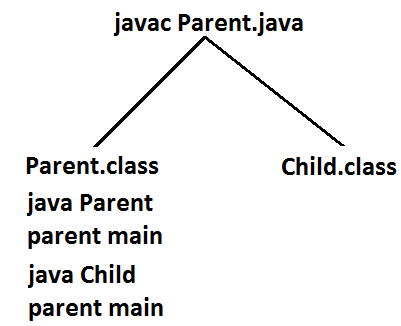 javac Parent.java
Parent.class
Child.class
java Parent
parent main
java Child
parent main